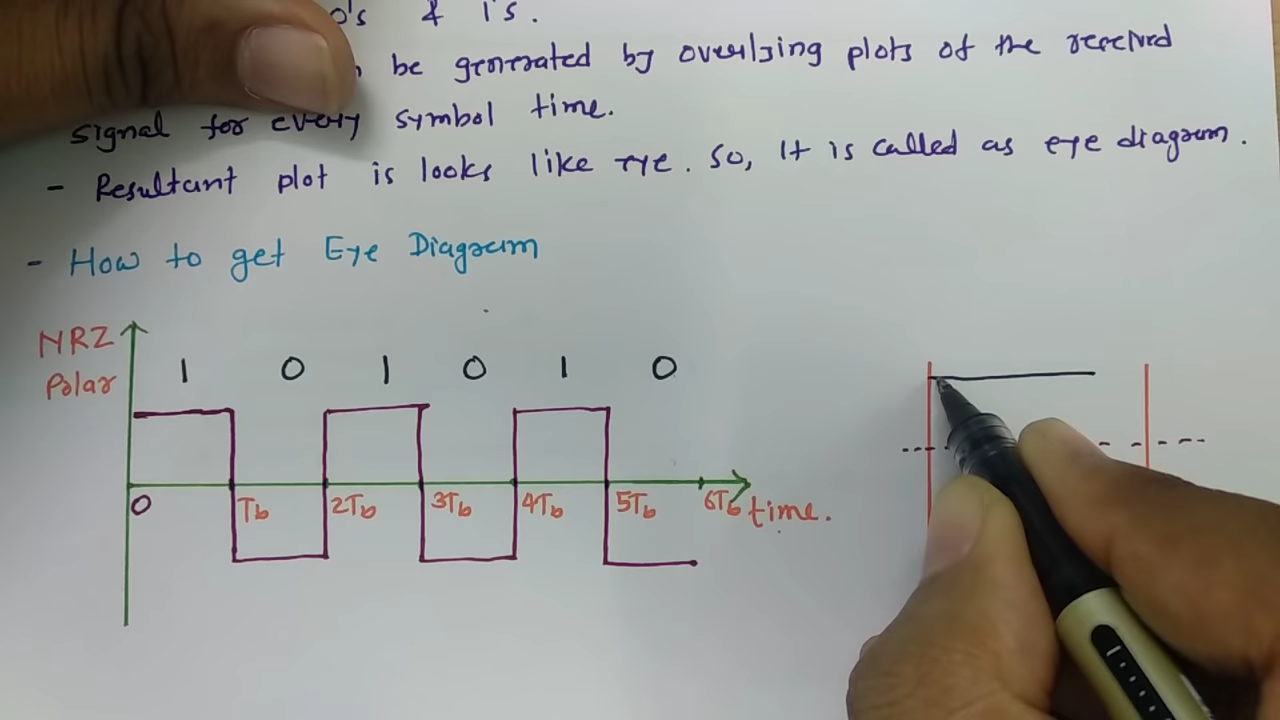 0's & 1's.
be generated by overlying plots of the received
signal for every symbol time.
- Resultant plot is looks like eye. So, It is called as eye diagram.
- How to get Eye Diagram
NRZ
Polar
1 0 1 0 1 0
0 Tb 2Tb 3Tb 4Tb 5Tb 6Tb time.